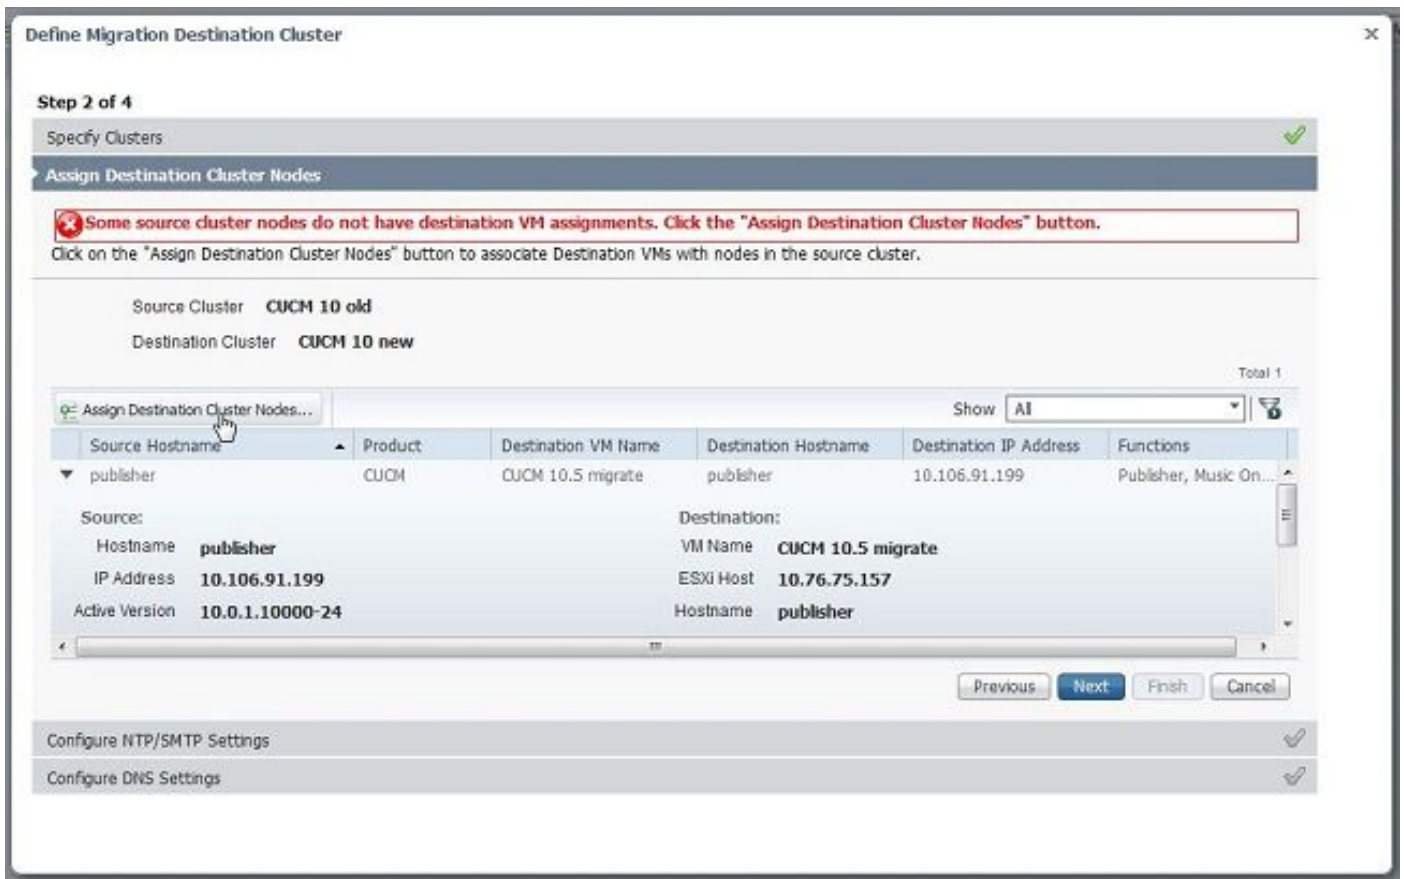 Define Migration Destination Cluster
Step 2 of 4
Specify Clusters
Assign Destination Cluster Nodes
Some source cluster nodes do not have destination VM assignments. Click the "Assign Destination Cluster Nodes" button.
Click on the "Assign Destination Cluster Nodes" button to associate Destination VMs with nodes in the source cluster.
Source Cluster CUCM 10 old
Destination Cluster CUCM 10 new
Total 1
Assign Destination Cluster Nodes... Show All
Source Hostname Product Destination VM Name Destination Hostname Destination IP Address Functions
publisher CUCM CUCM 10.5 migrate publisher 10.106.91.199 Publisher, Music On...
Source: Destination:
Hostname publisher VM Name CUCM 10.5 migrate
IP Address 10.106.91.199 ESXi Host 10.76.75.157
Active Version 10.0.1.10000-24 Hostname publisher
Previous Next Finish Cancel
Configure NTP/SMTP Settings
Configure DNS Settings